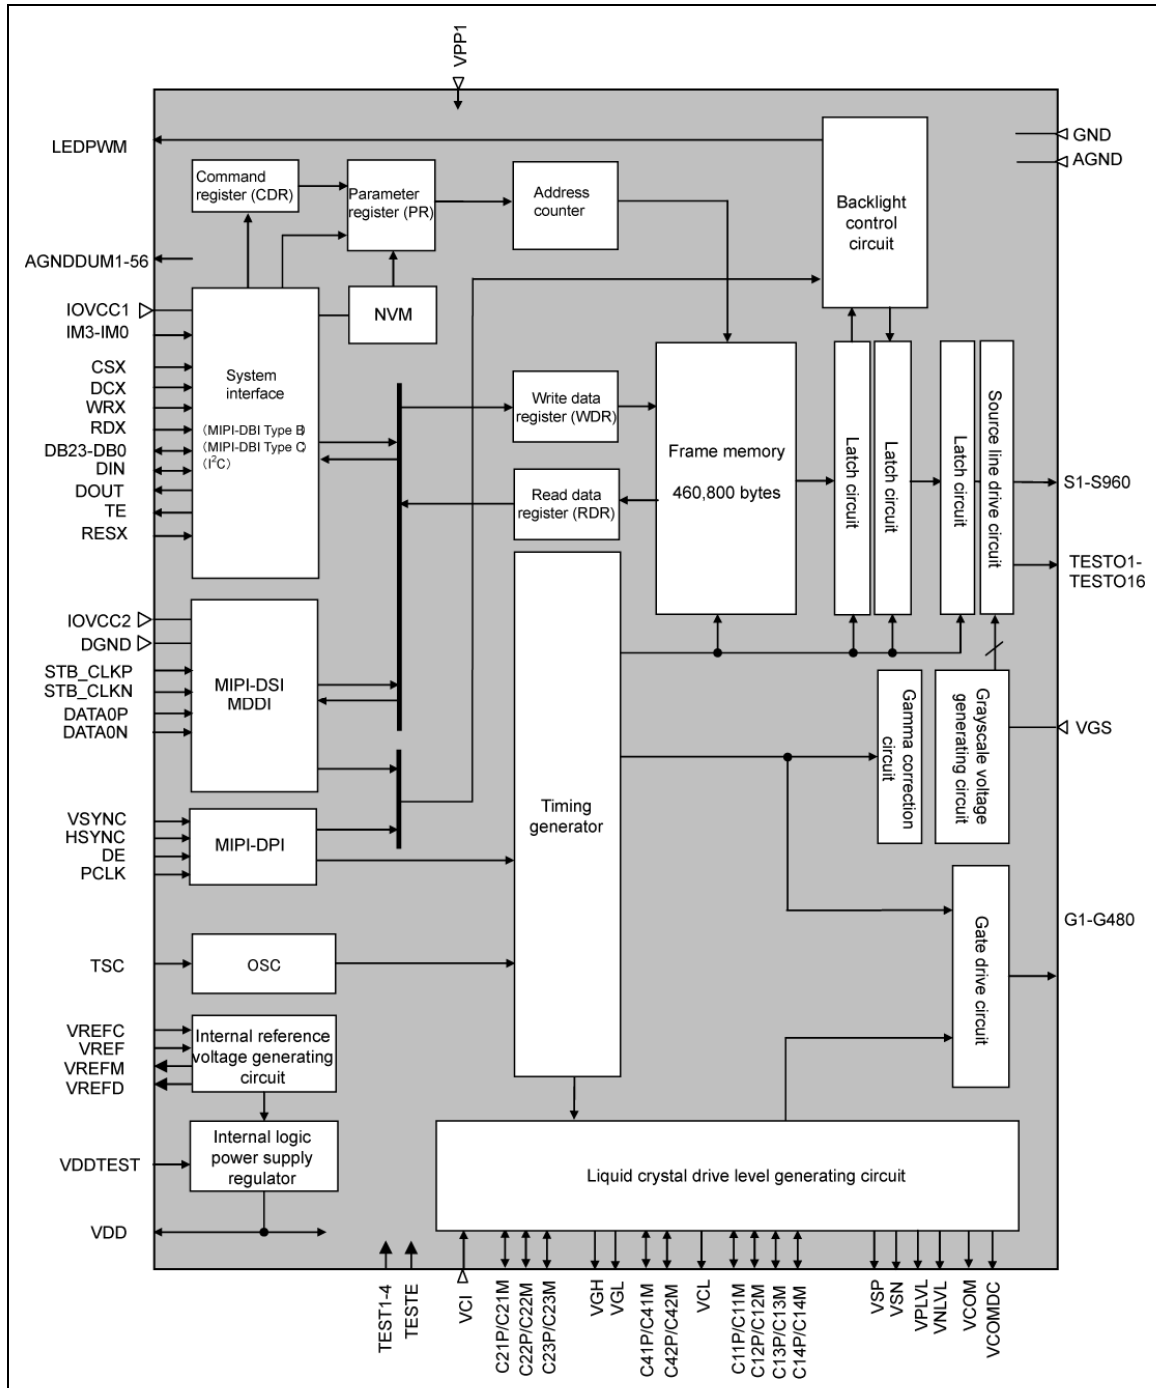 VPP1
LEDPWM
AGNDDUM1-56
IOVCC1
IM3-IM0
CSX
DCX
WRX
RDX
DB23-DB0
DIN
DOUT
TE
RESX
IOVCC2
DGND
STB_CLKP
STB_CLKN
DATA0P
DATA0N
VSYNC
HSYNC
DE
PCLK
TSC
VREFC
VREF
VREFM
VREFD
VDDTEST
VDD
Command
register (CDR)
Parameter
register (PR)
Address
counter
Backlight
control
circuit
GND
AGND
NVM
System
interface
(MIPI-DBI Type B)
(MIPI-DBI Type C)
(I²C)
Write data
register (WDR)
Read data
register (RDR)
Frame memory
460,800 bytes
Latch circuit
Latch circuit
Latch circuit
Source line drive circuit
S1-S960
TESTO1-
TESTO16
MIPI-DSI
MDDI
MIPI-DPI
Timing
generator
Gamma correction
circuit
Grayscale voltage
generating circuit
VGS
Gate drive circuit
G1-G480
OSC
Internal reference
voltage generating
circuit
Internal logic
power supply
regulator
Liquid crystal drive level generating circuit
TEST1-4
TESTE
VCI
C21P/C21M
C22P/C22M
C23P/C23M
VGH
VGL
C41P/C41M
C42P/C42M
VCL
C11P/C11M
C12P/C12M
C13P/C13M
C14P/C14M
VSP
VSN
VPLVL
VNLVL
VCOM
VCOMDC